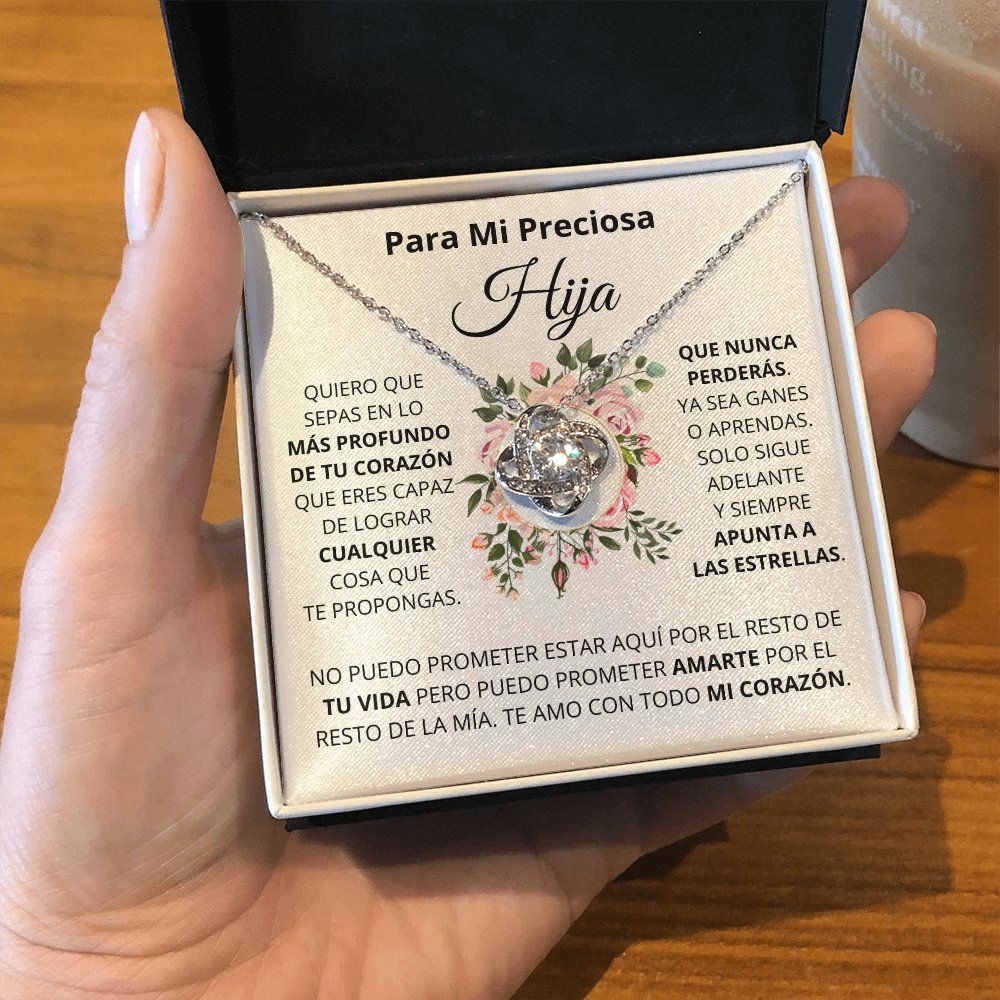 Para Mi Preciosa
Hija
QUIERO QUE
SEPAS EN LO
MÁS PROFUNDO
DE TU CORAZÓN
QUE ERES CAPAZ
DE LOGRAR
CUALQUIER
COSA QUE
TE PROPONGAS.
QUE NUNCA
PERDERÁS.
YA SEA GANES
O APRENDAS.
SOLO SIGUE
ADELANTE
Y SIEMPRE
APUNTA A
LAS ESTRELLAS.
NO PUEDO PROMETER ESTAR AQUÍ POR EL RESTO DE
TU VIDA PERO PUEDO PROMETER AMARTE POR EL
RESTO DE LA MÍA. TE AMO CON TODO MI CORAZÓN.